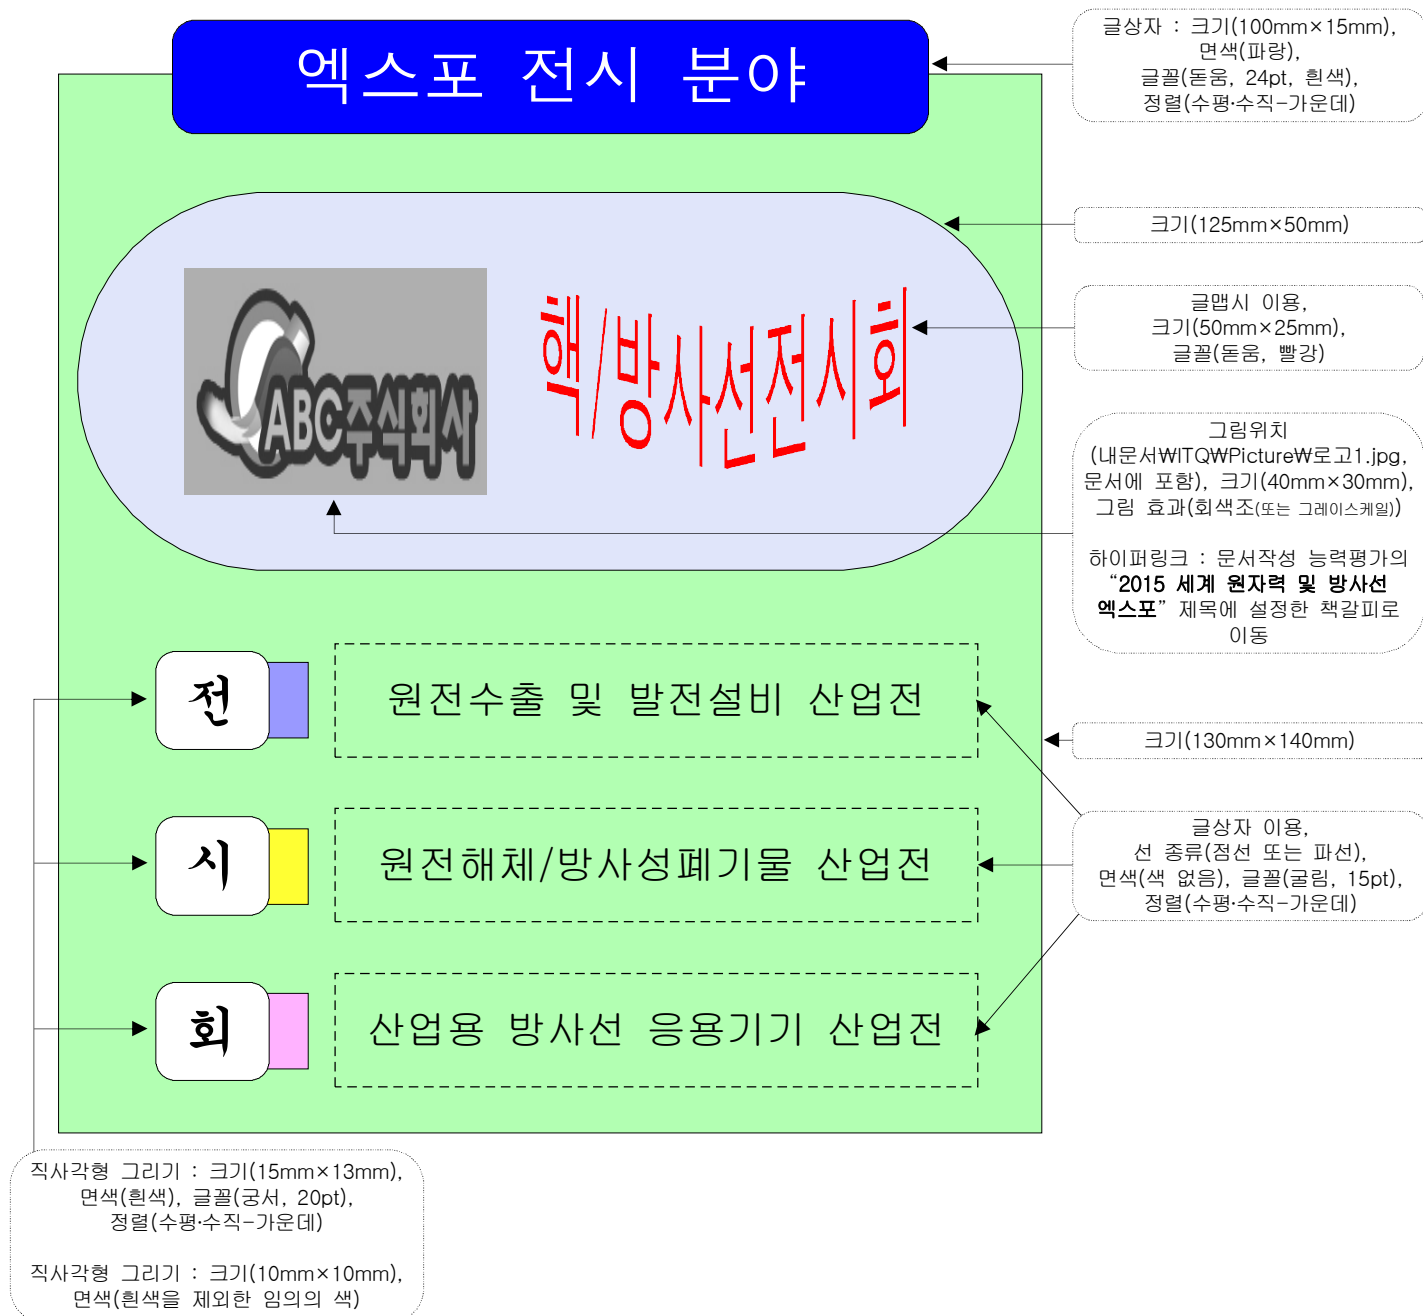 엑스포 전시 분야
글상자 : 크기(100mm×15mm),
면색(파랑),
글꼴(돋움, 24pt, 흰색),
정렬(수평·수직-가운데)
크기(125mm×50mm)
ABC주식회사
핵/방사선전시회
글맵시 이용,
크기(50mm×25mm),
글꼴(돋움, 빨강)
그림위치
(내문서₩ITQ₩Picture₩로고1.jpg,
문서에 포함), 크기(40mm×30mm),
그림 효과(회색조(또는 그레이스케일))
하이퍼링크 : 문서작성 능력평가의
“2015 세계 원자력 및 방사선
엑스포” 제목에 설정한 책갈피로
이동
전 원전수출 및 발전설비 산업전
크기(130mm×140mm)
시 원전해체/방사성폐기물 산업전
글상자 이용,
선 종류(점선 또는 파선),
면색(색 없음), 글꼴(굴림, 15pt),
정렬(수평·수직-가운데)
회 산업용 방사선 응용기기 산업전
직사각형 그리기 : 크기(15mm×13mm),
면색(흰색), 글꼴(궁서, 20pt),
정렬(수평·수직-가운데)
직사각형 그리기 : 크기(10mm×10mm),
면색(흰색을 제외한 임의의 색)